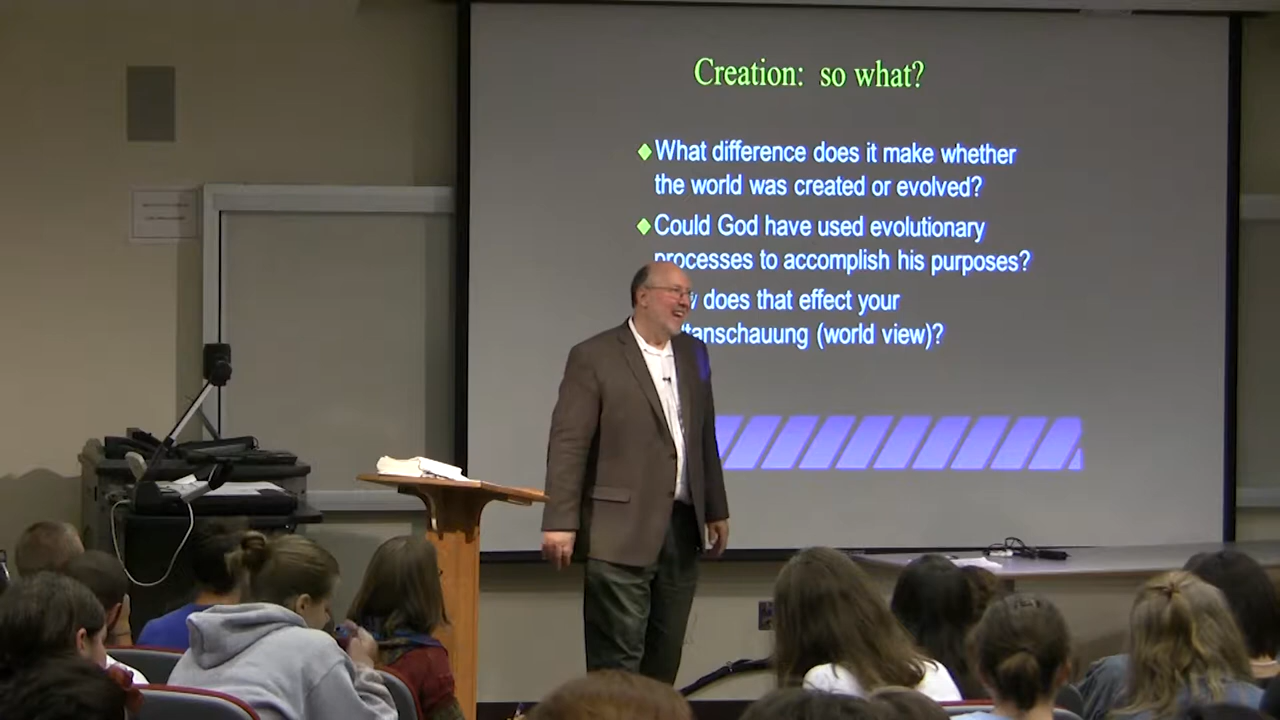 Creation: so what?
What difference does it make whether
the world was created or evolved?
Could God have used evolutionary
processes to accomplish his purposes?
does that effect your
(world view)?